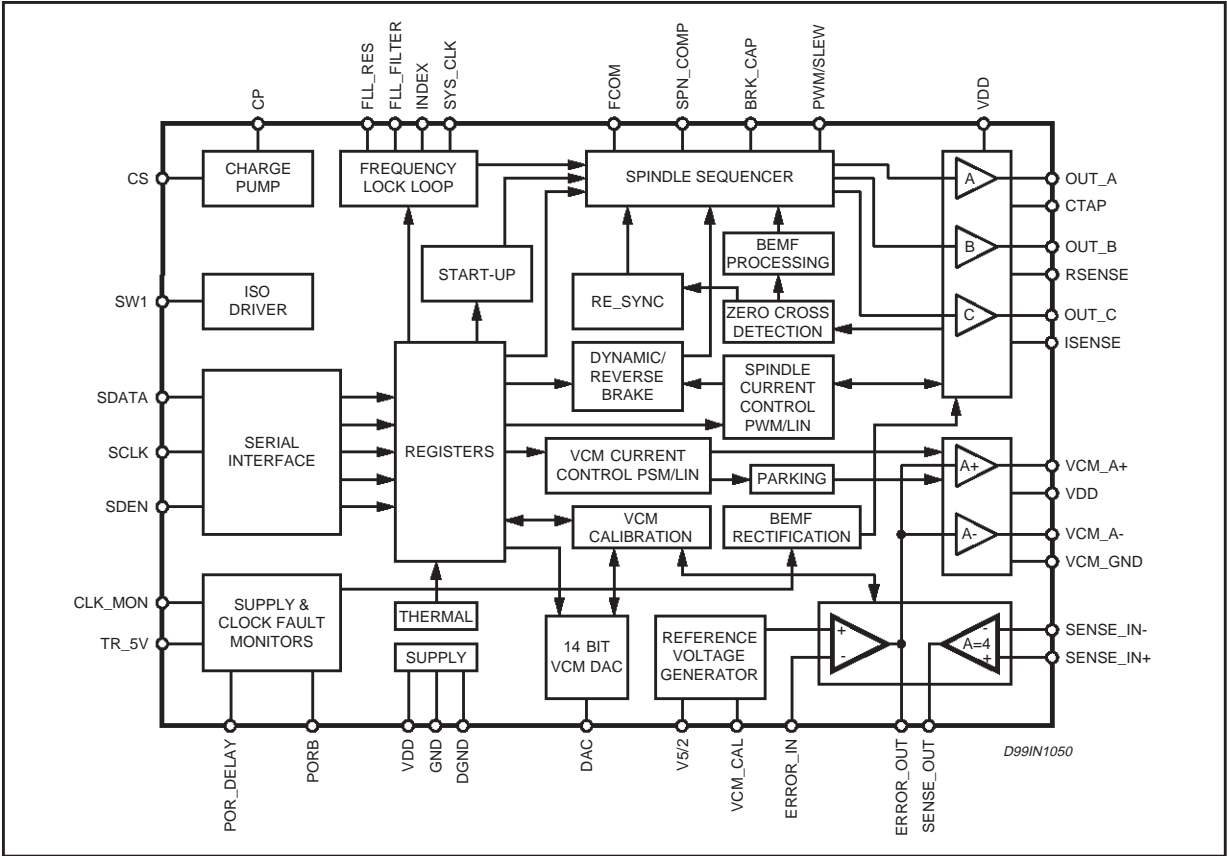 CP
FLL_RES
FLL_FILTER
INDEX
SYS_CLK
FCOM
SPN_COMP
BRK_CAP
PWM/SLEW
VDD
CS
CHARGE
PUMP
FREQUENCY
LOCK LOOP
SPINDLE SEQUENCER
A
OUT_A
CTAP
START-UP
BEMF
PROCESSING
B
OUT_B
RSENSE
SW1
ISO
DRIVER
RE_SYNC
ZERO CROSS
DETECTION
C
OUT_C
ISENSE
SDATA
SCLK
SDEN
SERIAL
INTERFACE
REGISTERS
DYNAMIC/
REVERSE
BRAKE
SPINDLE
CURRENT
CONTROL
PWM/LIN
VCM CURRENT
CONTROL PSM/LIN
PARKING
A+
VCM_A+
VDD
VCM
CALIBRATION
BEMF
RECTIFICATION
A-
VCM_A-
VCM_GND
CLK_MON
TR_5V
SUPPLY &
CLOCK FAULT
MONITORS
THERMAL
SUPPLY
14 BIT
VCM DAC
REFERENCE
VOLTAGE
GENERATOR
+
-
A=4
-
+
SENSE_IN-
SENSE_IN+
POR_DELAY
PORB
VDD
GND
DGND
DAC
V5/2
VCM_CAL
ERROR_IN
ERROR_OUT
SENSE_OUT
D99IN1050